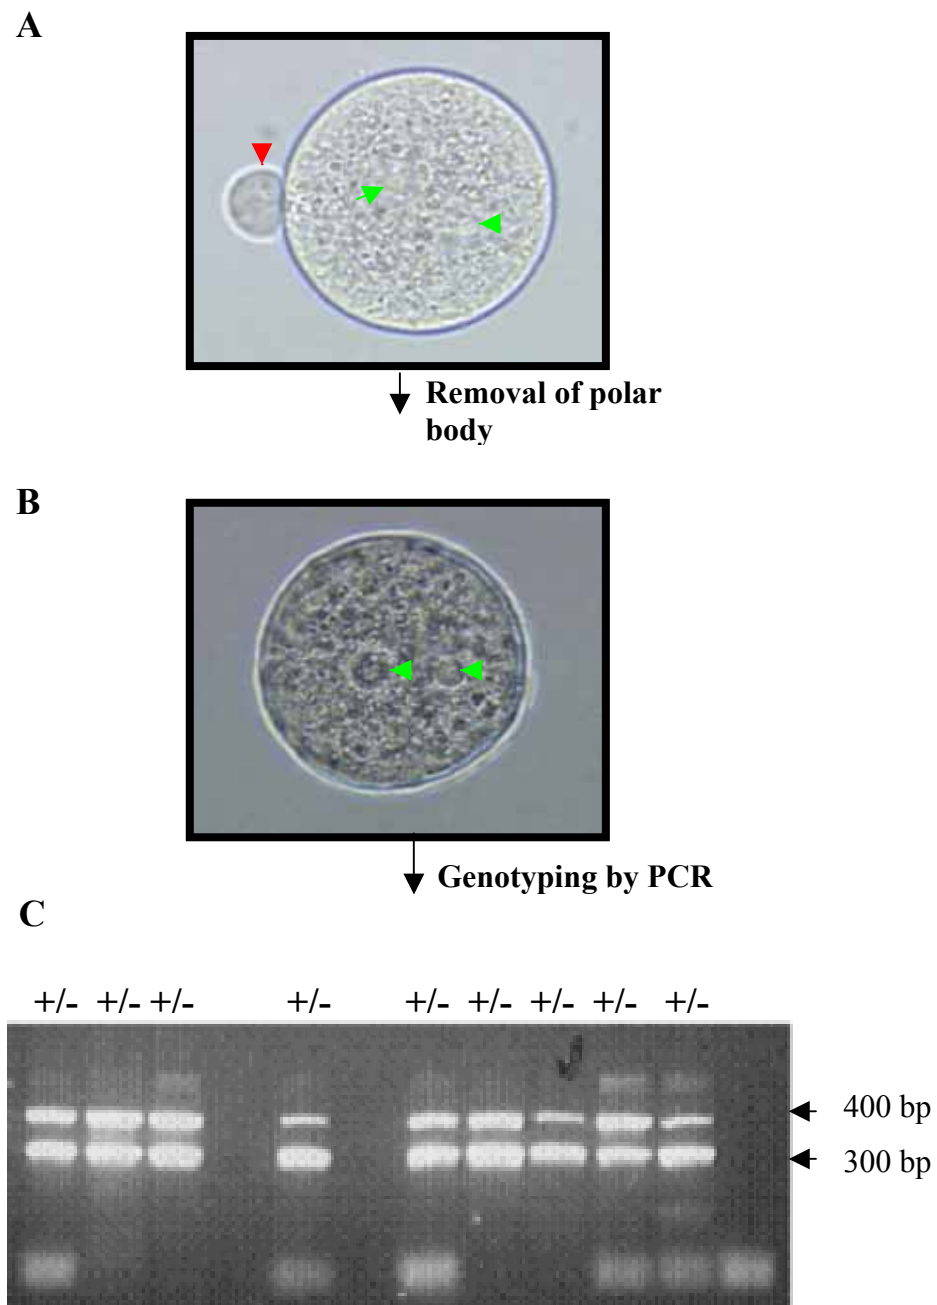 A
Removal of polar
body
B
Genotyping by PCR
C
+/- +/- +/- +/- +/- +/- +/- +/- +/-
400 bp
300 bp